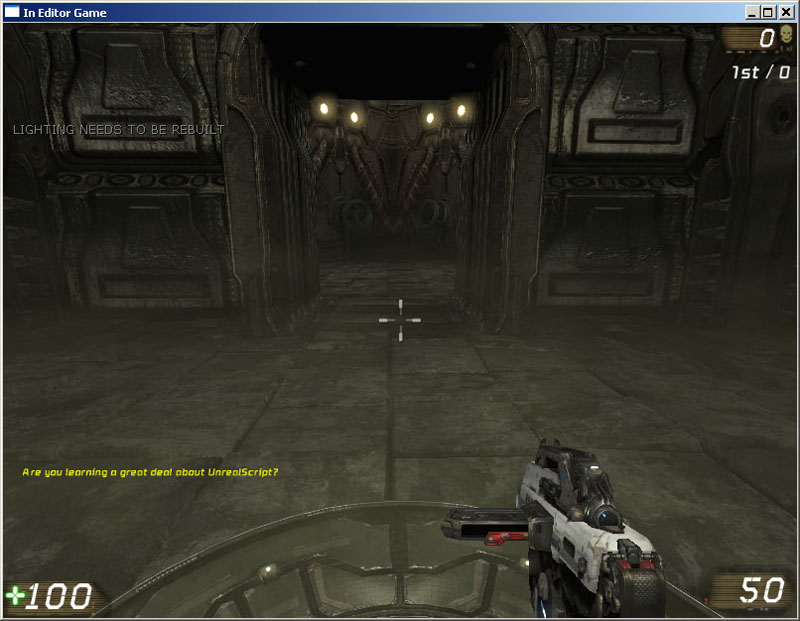 In Editor Game
0
1st / 0
LIGHTING NEEDS TO BE REBUILT
Are you learning a great deal about UnrealScript?
100
50